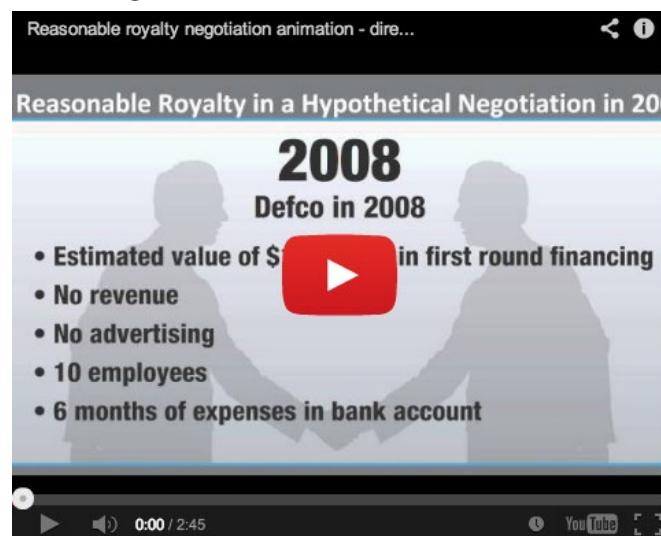 Reasonable royalty negotiation animation - dire...
Reasonable Royalty in a Hypothetical Negotiation in 20
2008
Defco in 2008
• Estimated value of $ in first round financing
• No revenue
• No advertising
• 10 employees
• 6 months of expenses in bank account
0:00 / 2:45
YouTube